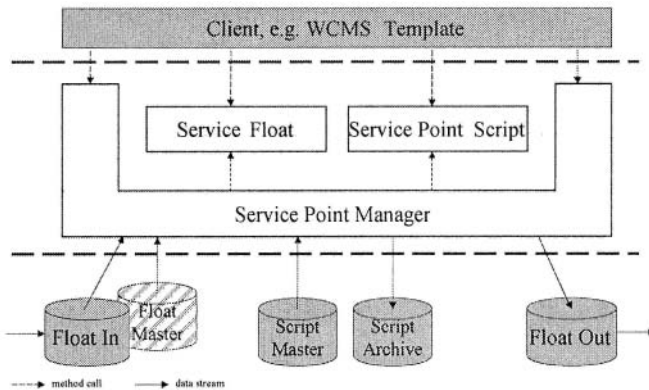 Client, e.g. WCMS Template
Service Float
Service Point Script
Service Point Manager
Float In
Float
Master
Script
Master
Script
Archive
Float Out
method call
data stream